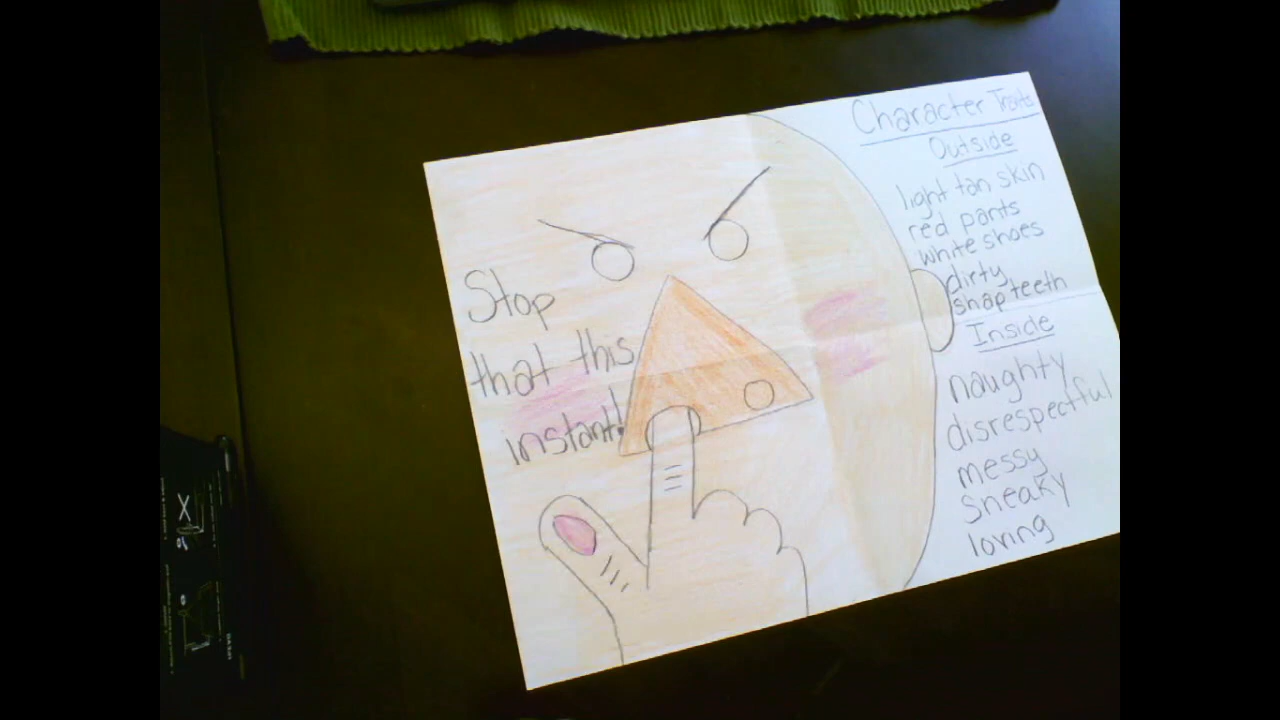 Stop
that this
instant!
Character Traits
Outside
light tan skin
red pants
white shoes
dirty
shap teeth
Inside
naughty
disrespectful
messy
sneaky
loving